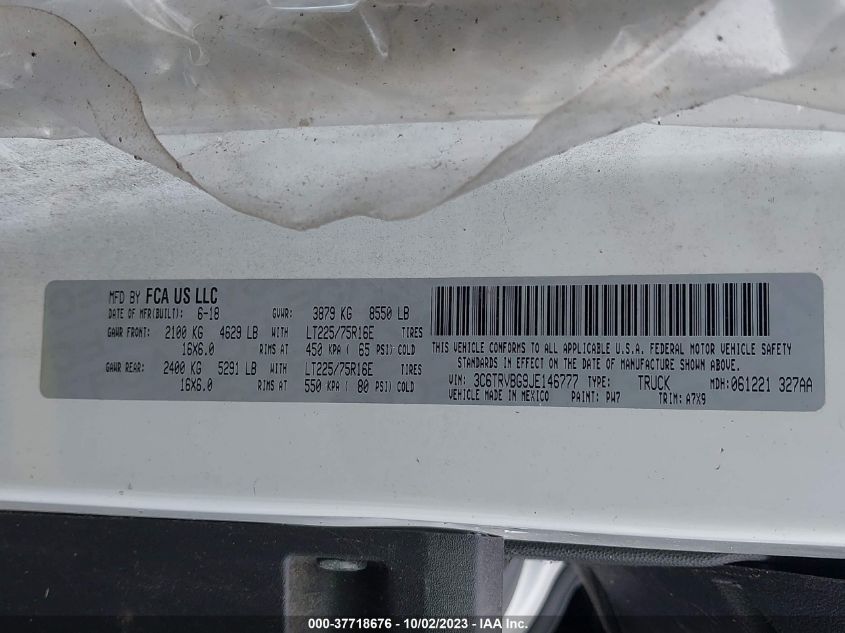 MFD BY FCA US LLC
DATE OF MFR(BUILT): 6-18 GVWR: 3879 KG 8550 LB
GAWR FRONT: 2100 KG 4629 LB WITH LT225/75R16E TIRES
16X6.0 RIMS AT 450 KPA ( 65 PSI) COLD
GAWR REAR: 2400 KG 5291 LB WITH LT225/75R16E TIRES
16X6.0 RIMS AT 550 KPA ( 80 PSI) COLD
THIS VEHICLE CONFORMS TO ALL APPLICABLE U.S.A. FEDERAL MOTOR VEHICLE SAFETY
STANDARDS IN EFFECT ON THE DATE OF MANUFACTURE SHOWN ABOVE.
VIN: 3C6TRVBG9JE146777 TYPE: TRUCK MDH: 061221 327AA
VEHICLE MADE IN MEXICO PAINT: PW7 TRIM: A7X9
000-37718676 - 10/02/2023 - IAA Inc.